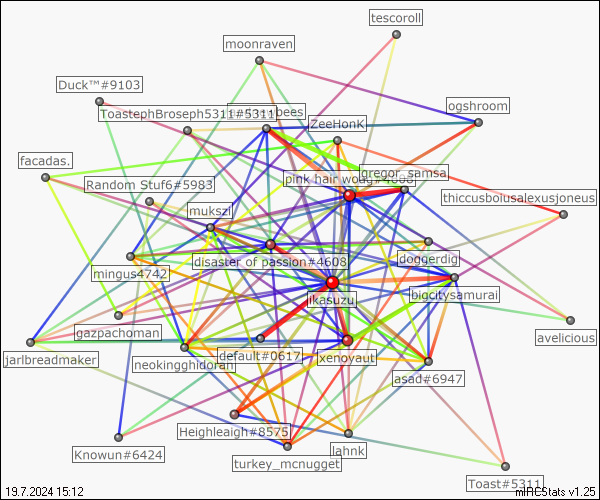 tescoroll
moonraven
Duck™#9103
ogshroom
ToastephBroseph5311#5311
bees
ZeeHonK
facadas.
gregor_samsa
pink hair
Random Stuf6#5983
thiccusbolusalxusjoneus
mukszi
disaster of passion#4608
doggerdig
mingus4742
bigcitysamurai
ikasuzu
gazpachoman
avelicious
jarlbreadmaker
default#0617
xenoyaut
neokingghidorah
asad#6947
Heighleaigh#8575
lahnk
Knowun#6424
turkey_mcnugget
Toast#5311
19.7.2024 15:12
mIRCStats v1.25